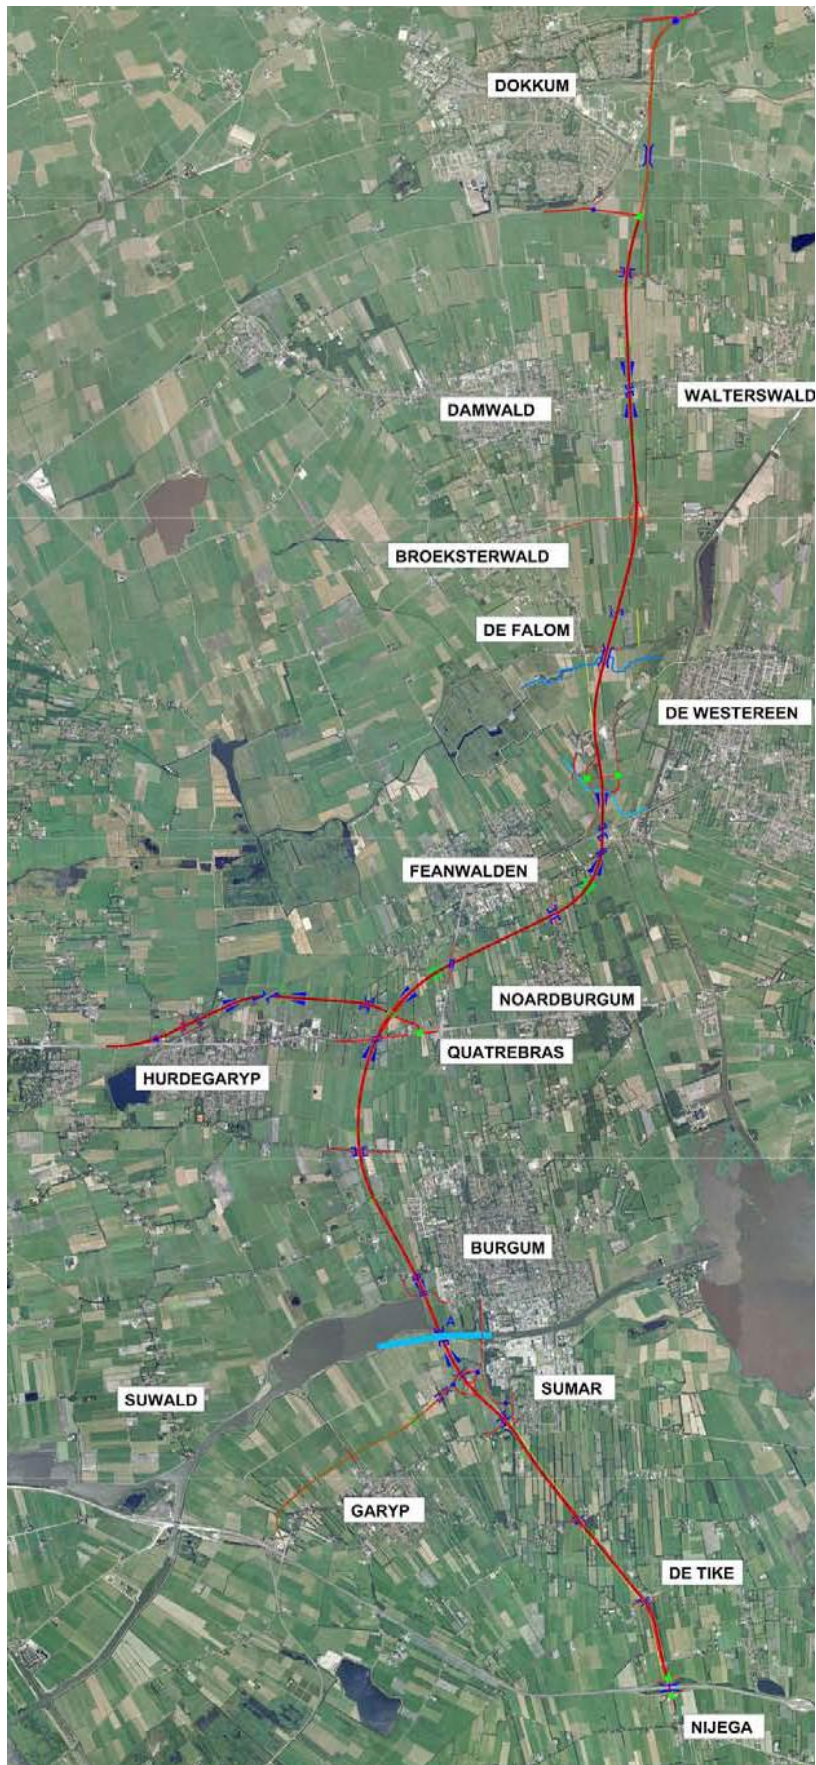 DOKKUM
DAMWALD
WALTERSWALD
BROEKSTERWALD
DE FALOM
DE WESTEREEN
FEANWALDEN
NOARDBURGUM
QUATREBRAS
HURDEGARYP
BURGUM
A
SUWALD
SUMAR
GARYP
DE TIKE
NIJEGA